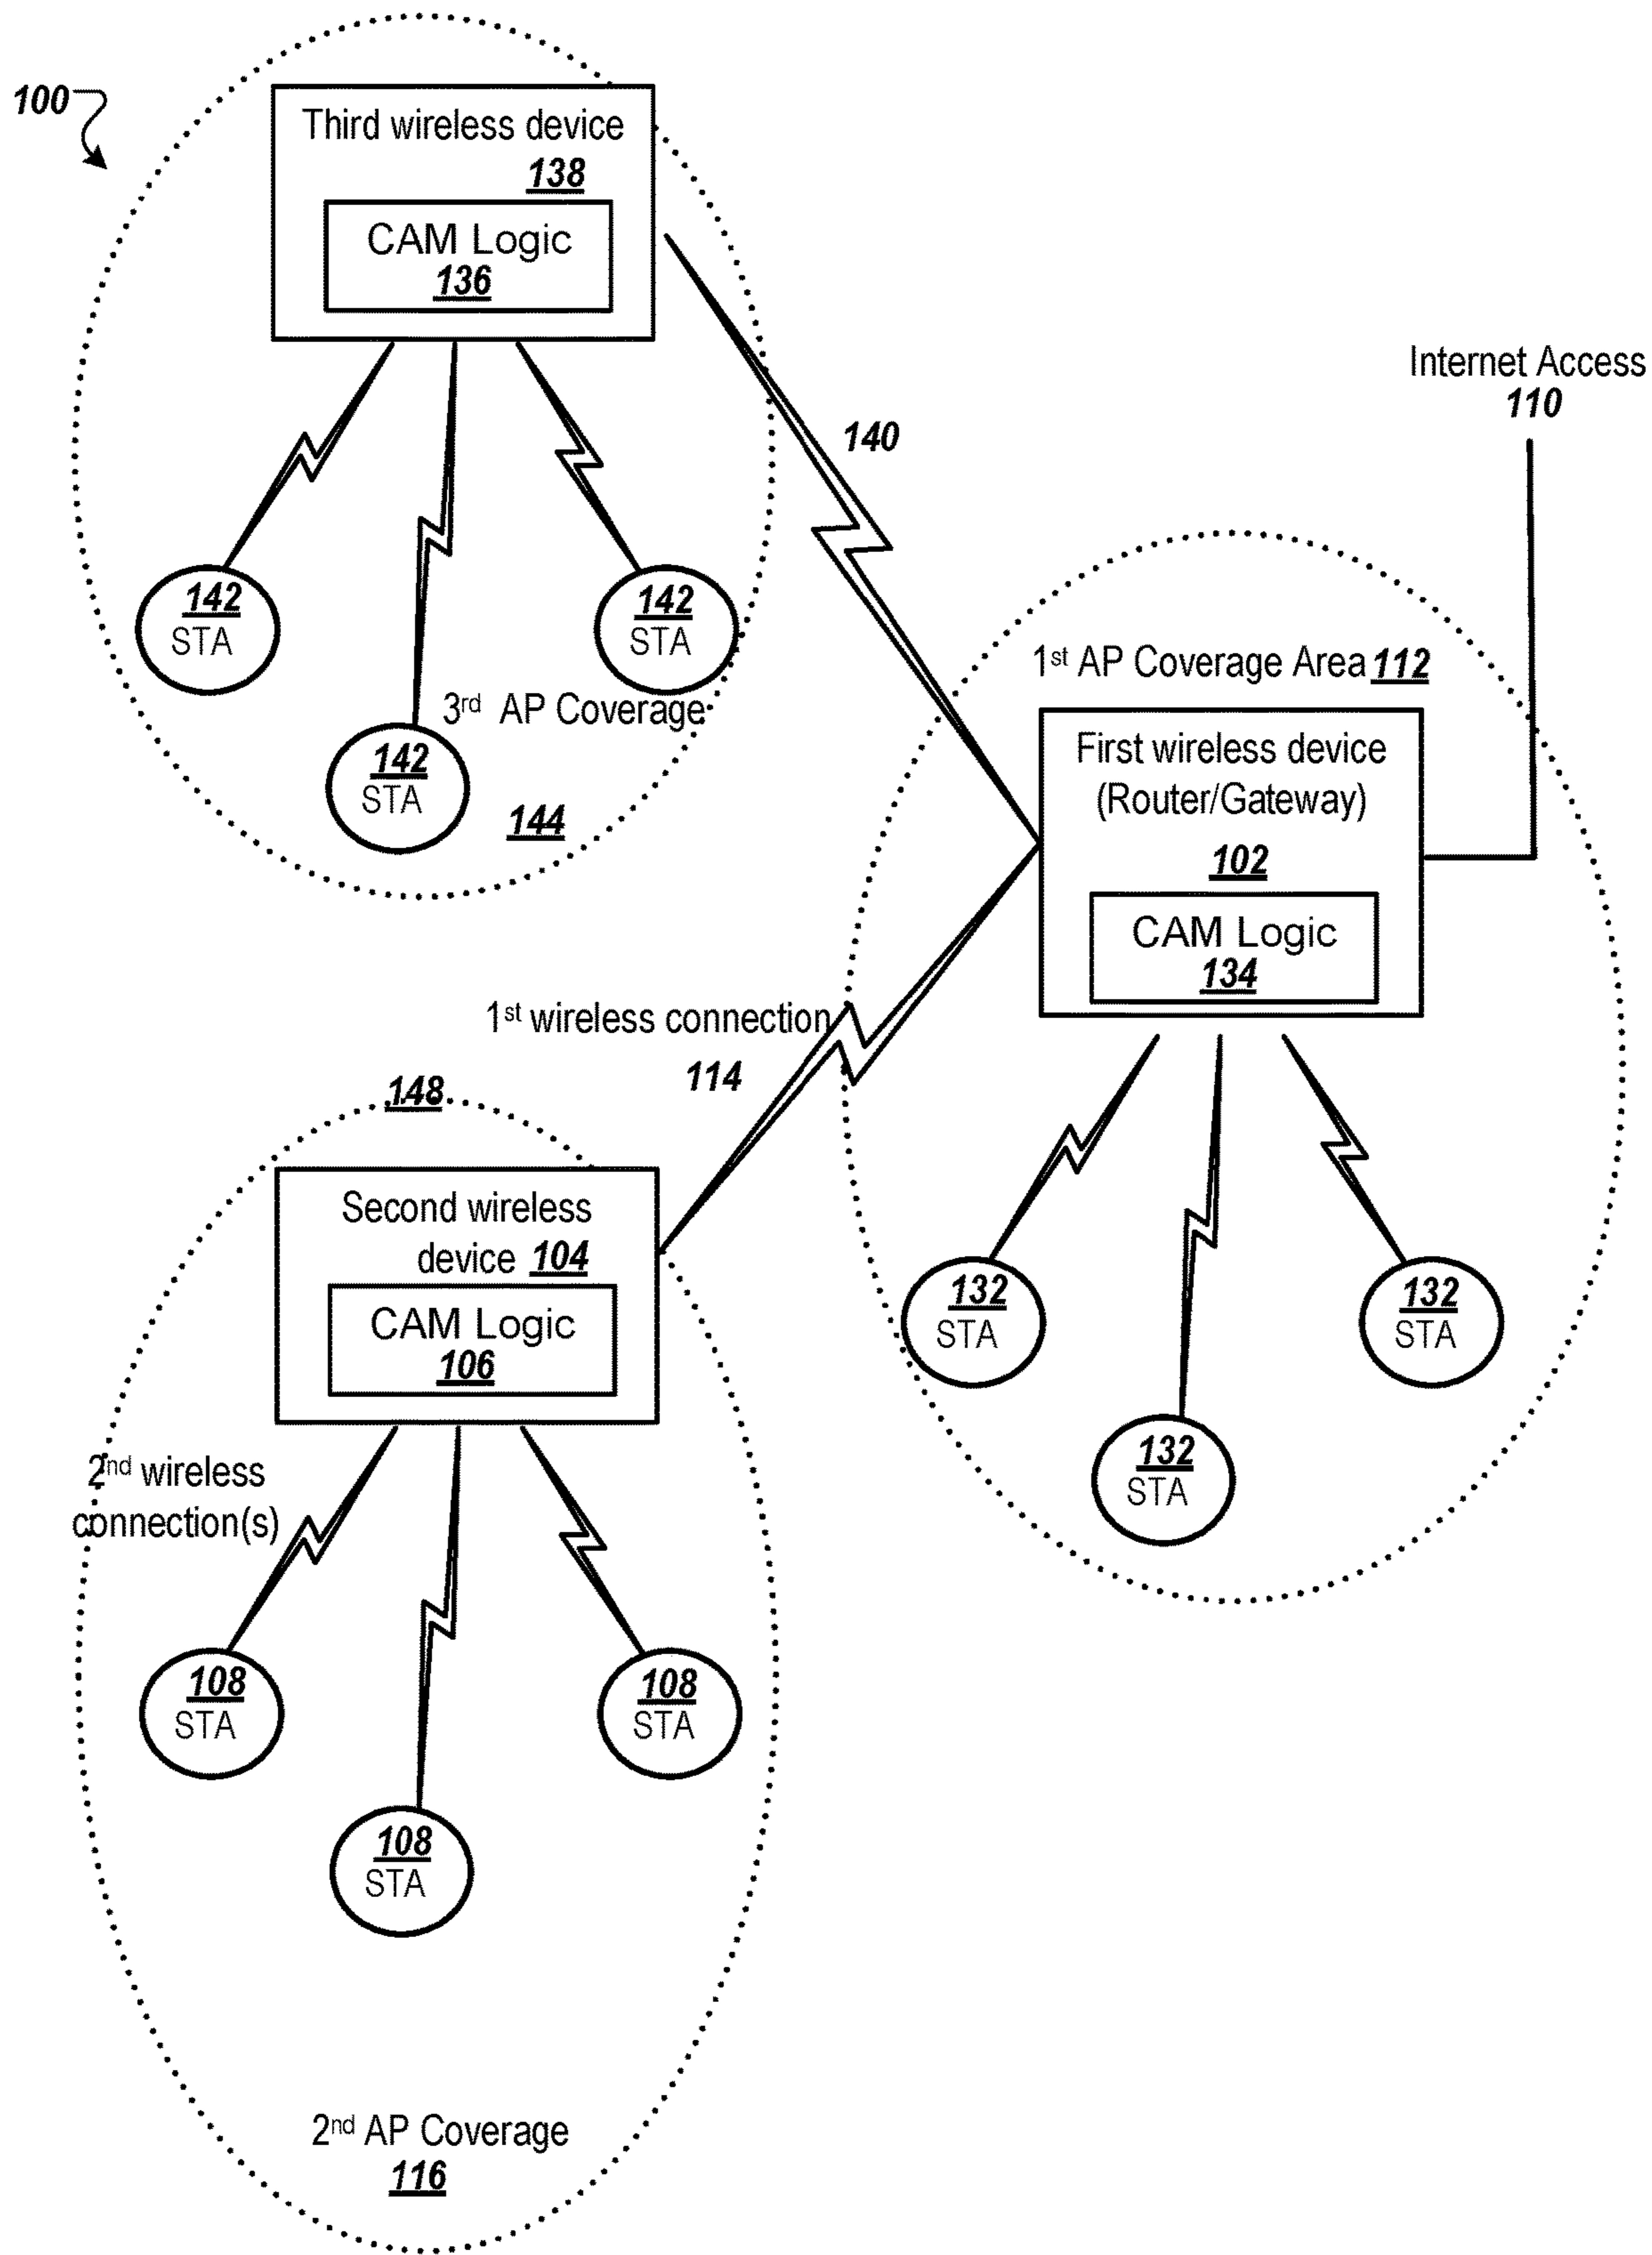 100
Third wireless device
138
CAM Logic
136
Internet Access
110
140
142
STA
142
STA
1st AP Coverage Area 112
3rd AP Coverage
142
STA
144
First wireless device
(Router/Gateway)
102
CAM Logic
134
1st wireless connection
114
148
Second wireless
device 104
CAM Logic
106
132
STA
132
STA
132
STA
2nd wireless
connection(s)
108
STA
108
STA
108
STA
2nd AP Coverage
116